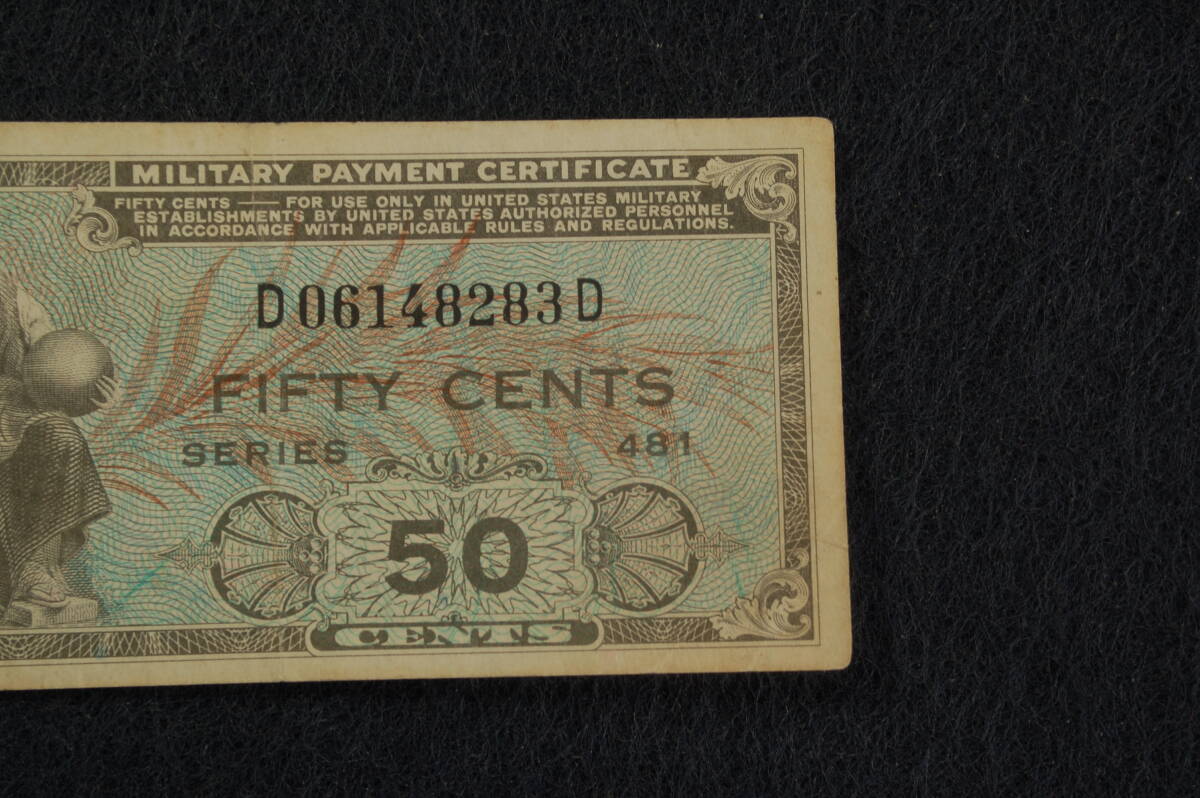 MILITARY PAYMENT CERTIFICATE
FIFTY CENTS — FOR USE ONLY IN UNITED STATES MILITARY
ESTABLISHMENTS BY UNITED STATES AUTHORIZED PERSONNEL
IN ACCORDANCE WITH APPLICABLE RULES AND REGULATIONS.
D06148283D
FIFTY CENTS
SERIES 481
50
CENTS